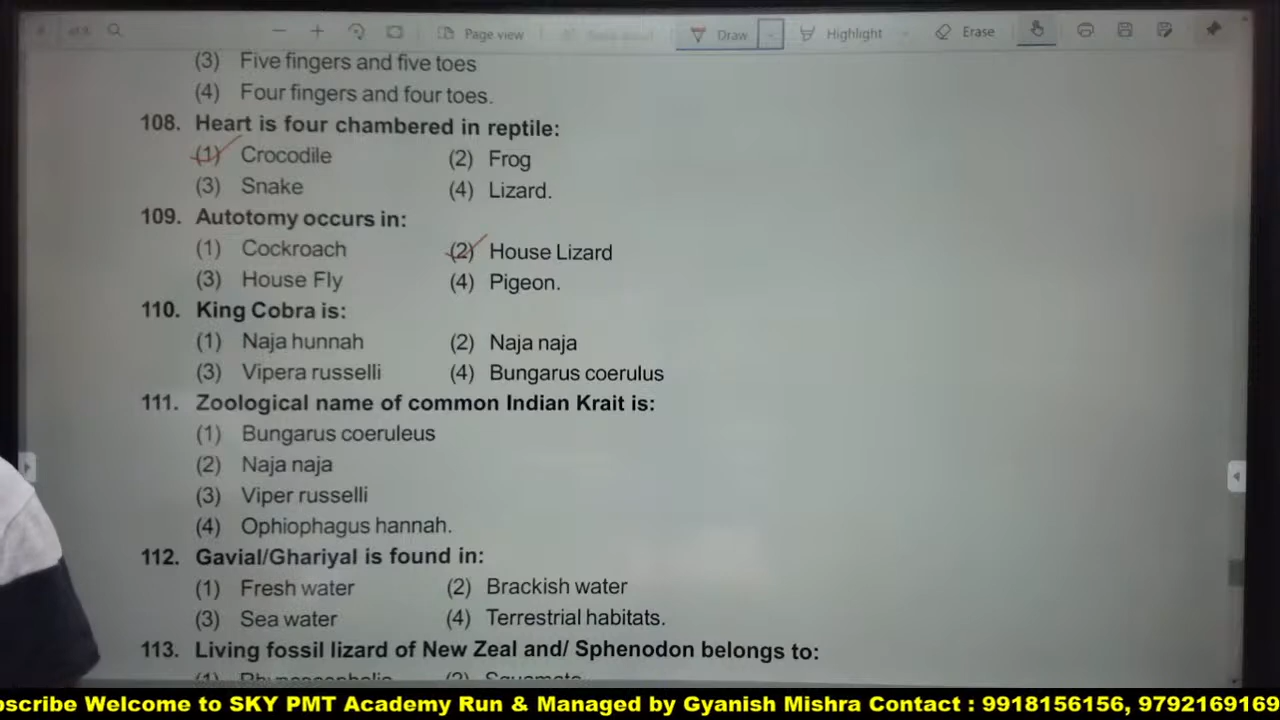 Page view
Draw
Highlight
Erase
(3) Five fingers and five toes
(4) Four fingers and four toes.
108. Heart is four chambered in reptile:
(1) Crocodile (2) Frog
(3) Snake (4) Lizard.
109. Autotomy occurs in:
(1) Cockroach (2) House Lizard
(3) House Fly (4) Pigeon.
110. King Cobra is:
(1) Naja hunnah (2) Naja naja
(3) Vipera russelli (4) Bungarus coerulus
111. Zoological name of common Indian Krait is:
(1) Bungarus coeruleus
(2) Naja naja
(3) Viper russelli
(4) Ophiophagus hannah.
112. Gavial/Ghariyal is found in:
(1) Fresh water (2) Brackish water
(3) Sea water (4) Terrestrial habitats.
113. Living fossil lizard of New Zeal and/ Sphenodon belongs to:
bscribe Welcome to SKY PMT Academy Run & Managed by Gyanish Mishra Contact : 9918156156, 9792169169